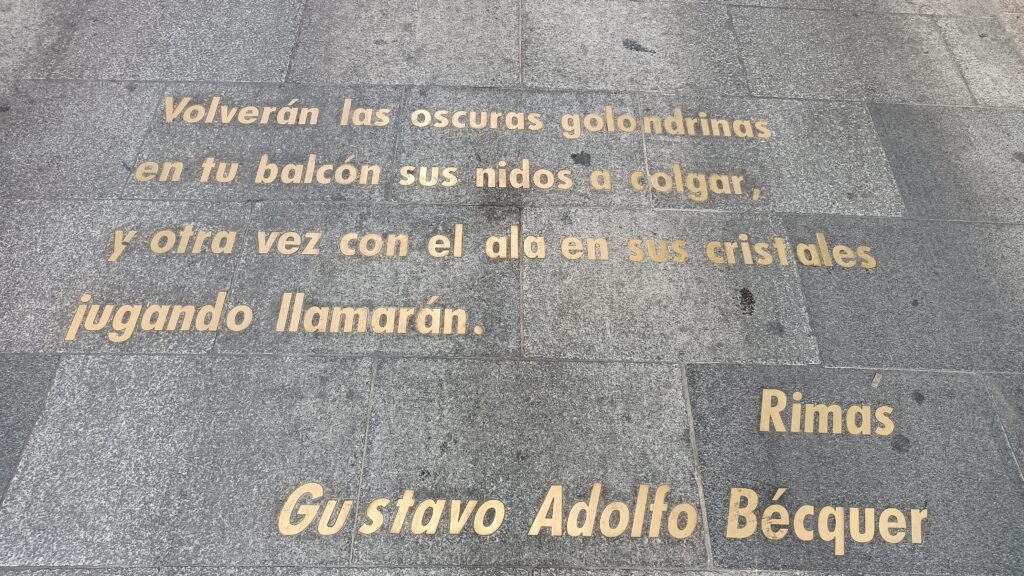 Volverán las oscuras golondrinas
en tu balcón sus nidos a colgar,
y otra vez con el ala en sus cristales
jugando llamarán.
Rimas
Gustavo Adolfo Bécquer